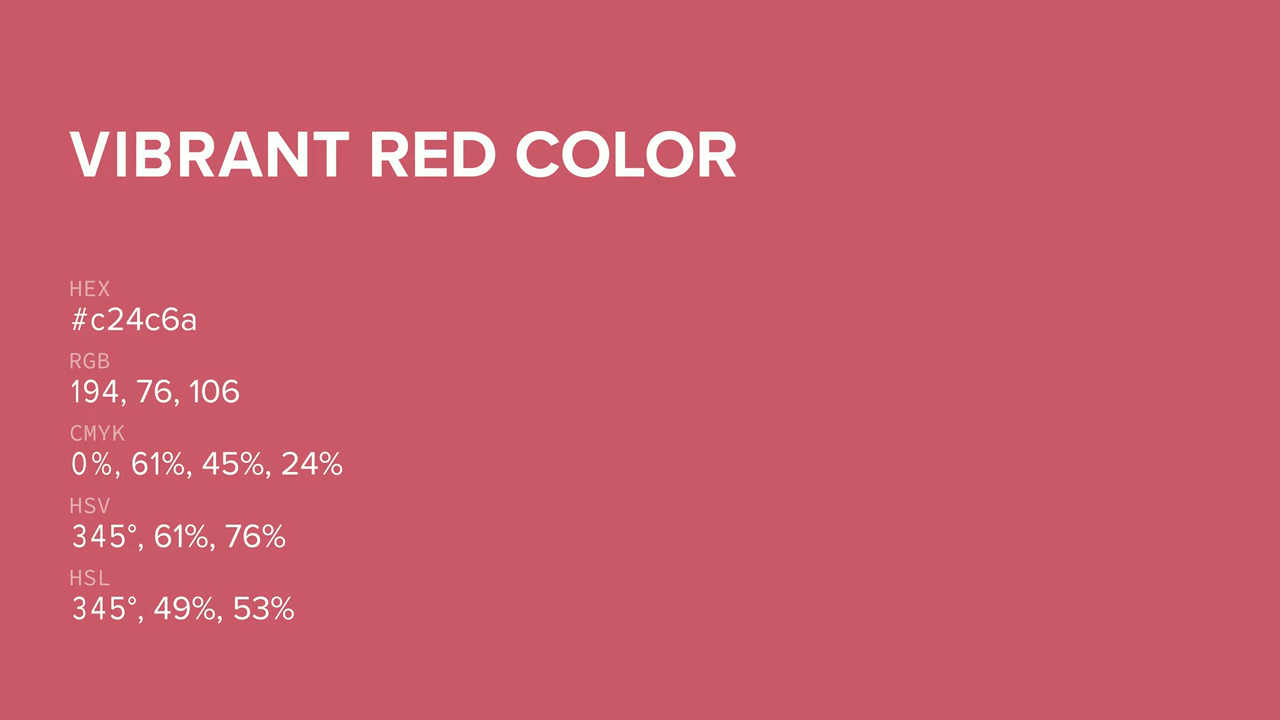 VIBRANT RED COLOR
HEX
#c24c6a
RGB
194, 76, 106
CMYK
0%, 61%, 45%, 24%
HSV
345°, 61%, 76%
HSL
345°, 49%, 53%